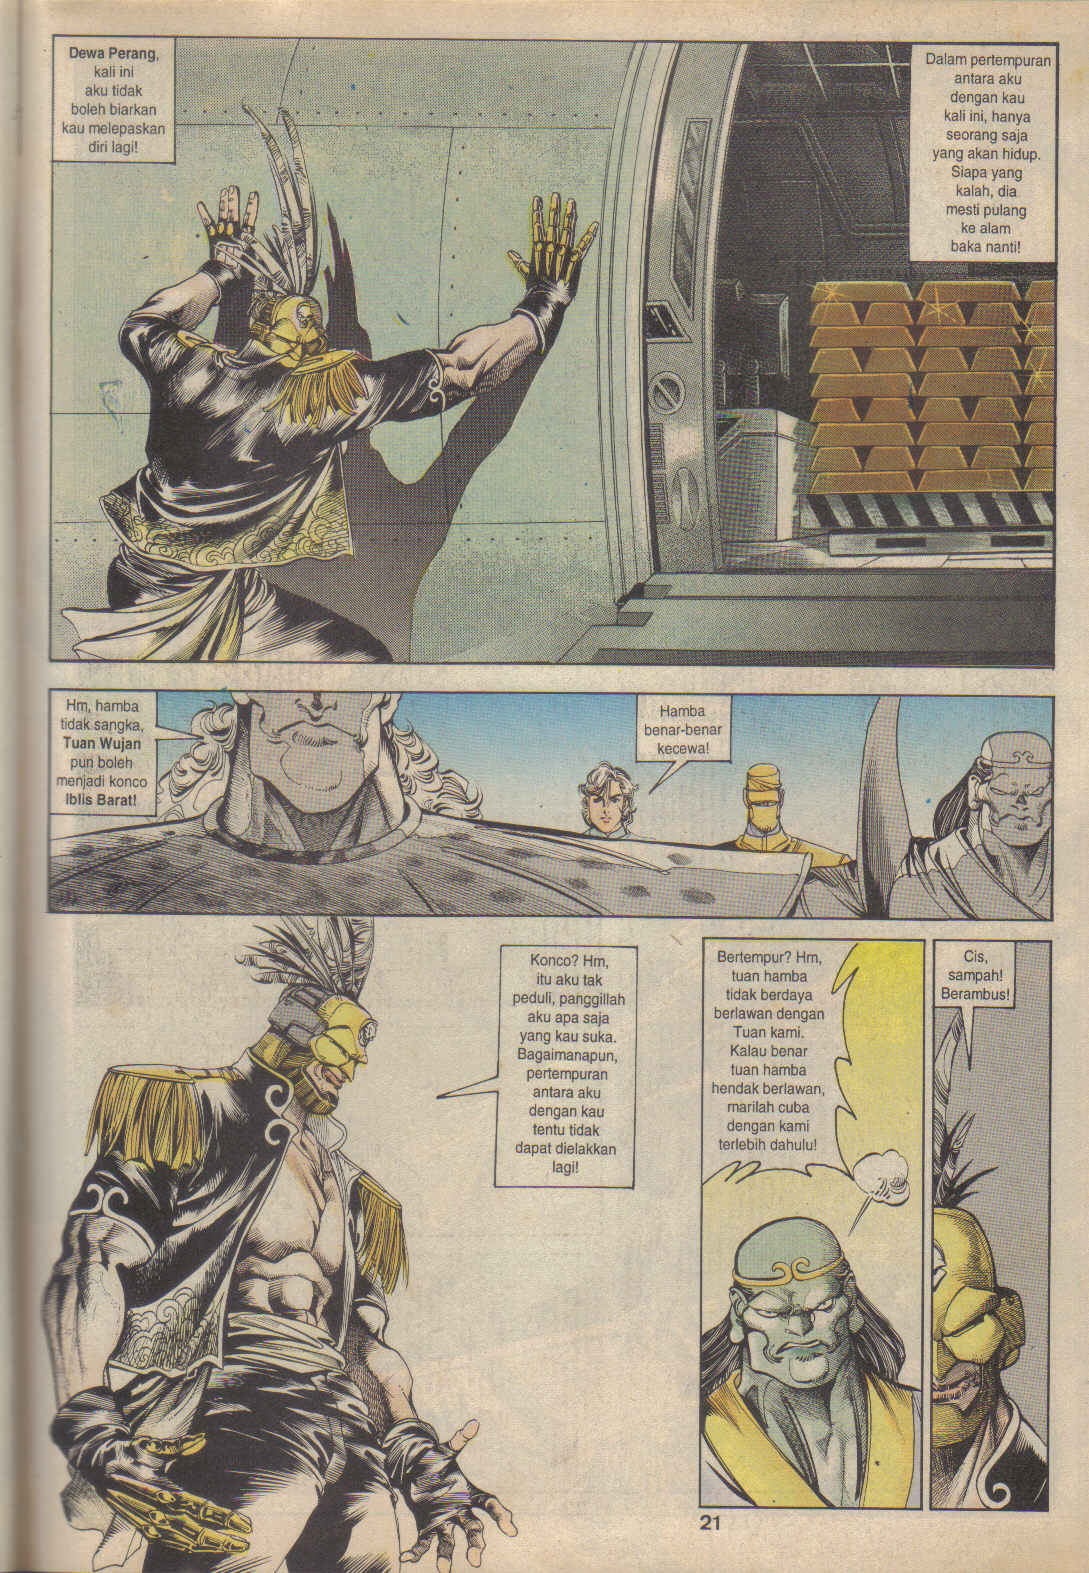 Dewa Perang,
kali ini
aku tidak
boleh biarkan
kau melepaskan
diri lagi!
Dalam pertempuran
antara aku
dengan kau
kali ini, hanya
seorang saja
yang akan hidup.
Siapa yang
kalah, dia
mesti pulang
ke alam
baka nanti!
Hm, hamba
tidak sangka,
Tuan Wujan
pun boleh
menjadi konco
Iblis Barat!
Hamba
benar-benar
kecewa!
Konco? Hm,
itu aku tak
peduli, panggillah
aku apa saja
yang kau suka.
Bagaimanapun,
pertempuran
antara aku
dengan kau
tentu tidak
dapat dielakkan
lagi!
Bertempur? Hm,
tuan hamba
tidak berdaya
berlawan dengan
Tuan kami.
Kalau benar
tuan hamba
hendak berlawan,
marilah cuba
dengan kami
terlebih dahulu!
Cis,
sampah!
Berambus!
21